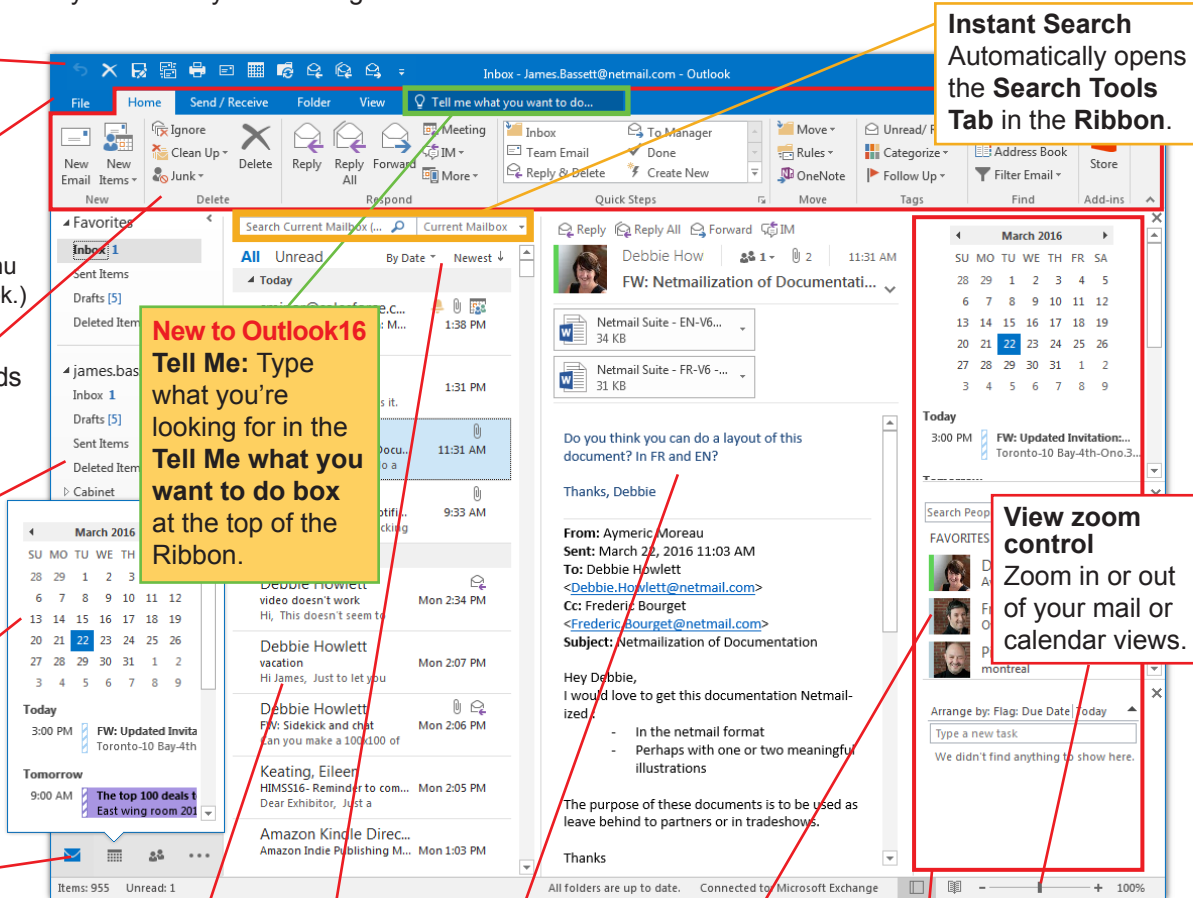 Instant Search
Automatically opens
the Search Tools
Tab in the Ribbon.
Inbox - James.Bassett@netmail.com - Outlook
File Home Send / Receive Folder View Tell me what you want to do...
New Email
New Items
New
Ignore
Clean Up
Junk
Delete
Delete
Reply
Reply All
Forward
Meeting
IM
More
Respond
Inbox
Team Email
Reply & Delete
To Manager
Done
Create New
Quick Steps
Move
Rules
OneNote
Move
Unread/
Categorize
Follow Up
Tags
Address Book
Filter Email
Find
Store
Add-ins
Favorites
Inbox 1
Sent Items
Drafts [5]
Deleted Item
nu
k.)
ds
james.bas
Inbox 1
Drafts [5]
Sent Items
Deleted Item
Cabinet
New to Outlook16
Tell Me: Type
what you're
looking for in the
Tell Me what you
want to do box
at the top of the
Ribbon.
March 2016
SU MO TU WE TH
28 29 1 2 3
6 7 8 9 10 11 12
13 14 15 16 17 18 19
20 21 22 23 24 25 26
27 28 29 30 31 1 2
3 4 5 6 7 8 9
Today
3:00 PM FW: Updated Invita
Toronto-10 Bay-4th
Tomorrow
9:00 AM The top 100 deals t
East wing room 201
Items: 955 Unread: 1
Search Current Mailbox (... Current Mailbox
All Unread By Date Newest
Today
M... 1:38 PM
1:31 PM
s it.
Docu... 11:31 AM
o a
otifi... 9:33 AM
cking
Debbie Howlett
video doesn't work Mon 2:34 PM
Hi, This doesn't seem to
Debbie Howlett
vacation Mon 2:07 PM
Hi James, Just to let you
Debbie Howlett
FW: Sidekick and chat Mon 2:06 PM
Can you make a 100x100 of
Keating, Eileen
HIMSS16- Reminder to com... Mon 2:05 PM
Dear Exhibitor, Just a
Amazon Kindle Direc...
Amazon Indie Publishing M... Mon 1:03 PM
Reply Reply All Forward IM
Debbie How 1 2 11:31 AM
FW: Netmailization of Documentati...
Netmail Suite - EN-V6...
34 KB
Netmail Suite - FR-V6 -...
31 KB
Do you think you can do a layout of this
document? In FR and EN?
Thanks, Debbie
From: Aymeric Moreau
Sent: March 22, 2016 11:03 AM
To: Debbie Howlett
<Debbie.Howlett@netmail.com>
Cc: Frederic Bourget
<Frederic.Bourget@netmail.com>
Subject: Netmailization of Documentation
Hey Debbie,
I would love to get this documentation Netmail-
ized :
- In the netmail format
- Perhaps with one or two meaningful
illustrations
The purpose of these documents is to be used as
leave behind to partners or in tradeshows.
Thanks
All folders are up to date. Connected to: Microsoft Exchange 100%
March 2016
SU MO TU WE TH FR SA
28 29 1 2 3 4 5
6 7 8 9 10 11 12
13 14 15 16 17 18 19
20 21 22 23 24 25 26
27 28 29 30 31 1 2
3 4 5 6 7 8 9
Today
3:00 PM FW: Updated Invitation:...
Toronto-10 Bay-4th-Ono.3...
Search Peop
FAVORITES
montreal
View zoom
control
Zoom in or out
of your mail or
calendar views.
Arrange by: Flag: Due Date Today
Type a new task
We didn't find anything to show here.